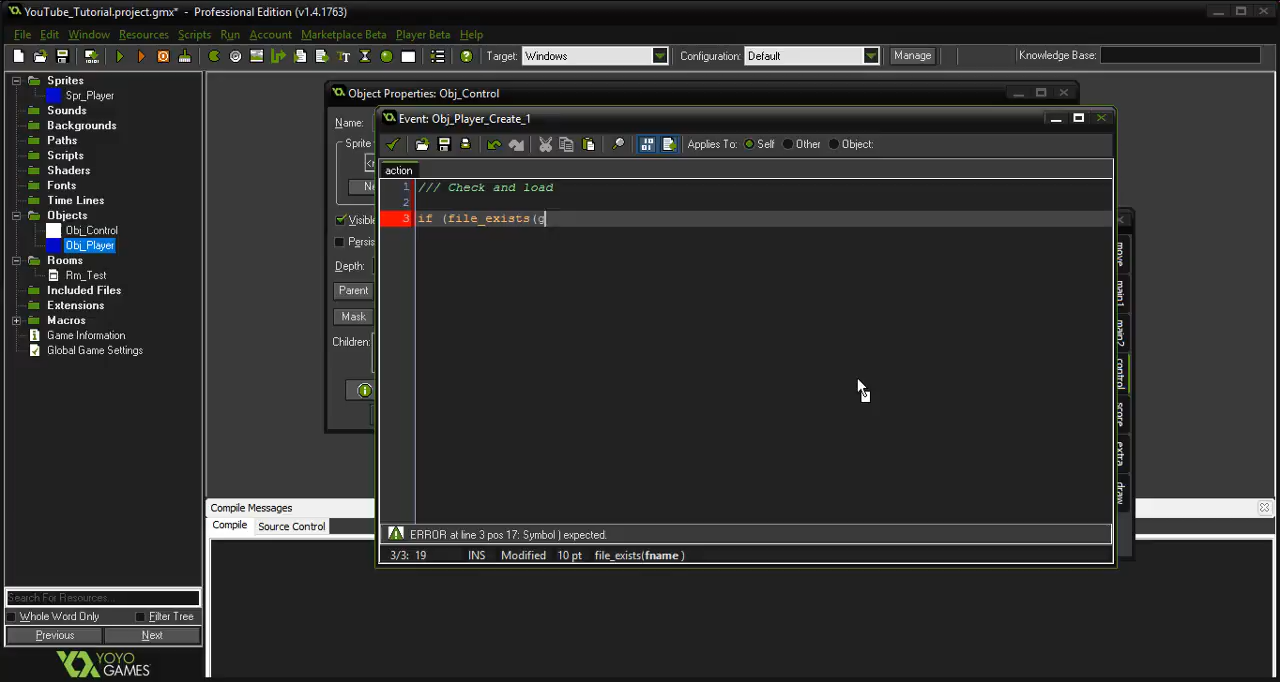 YouTube_Tutorial.project.gmx* - Professional Edition (v1.4.1763)
File Edit Window Resources Scripts Run Account Marketplace Beta Player Beta Help
Target: Windows Configuration: Default Manage Knowledge Base:
Sprites
Spr_Player
Sounds
Backgrounds
Paths
Scripts
Shaders
Fonts
Time Lines
Objects
Obj_Control
Obj_Player
Rooms
Rm_Test
Included Files
Extensions
Macros
Game Information
Global Game Settings
Search For Resources...
Whole Word Only Filter Tree
Previous Next
YOYO
GAMES
Object Properties: Obj_Control
Name:
Sprite
Visible
Persis
Depth:
Parent
Mask
Children:
Event: Obj_Player_Create_1
Applies To: Self Other Object:
action
1 /// Check and load
2
3 if (file_exists(g
ERROR at line 3 pos 17: Symbol ) expected.
3/3: 19 INS Modified 10 pt file_exists(fname )
move
main1
main2
control
score
extra
draw
Compile Messages
Compile Source Control